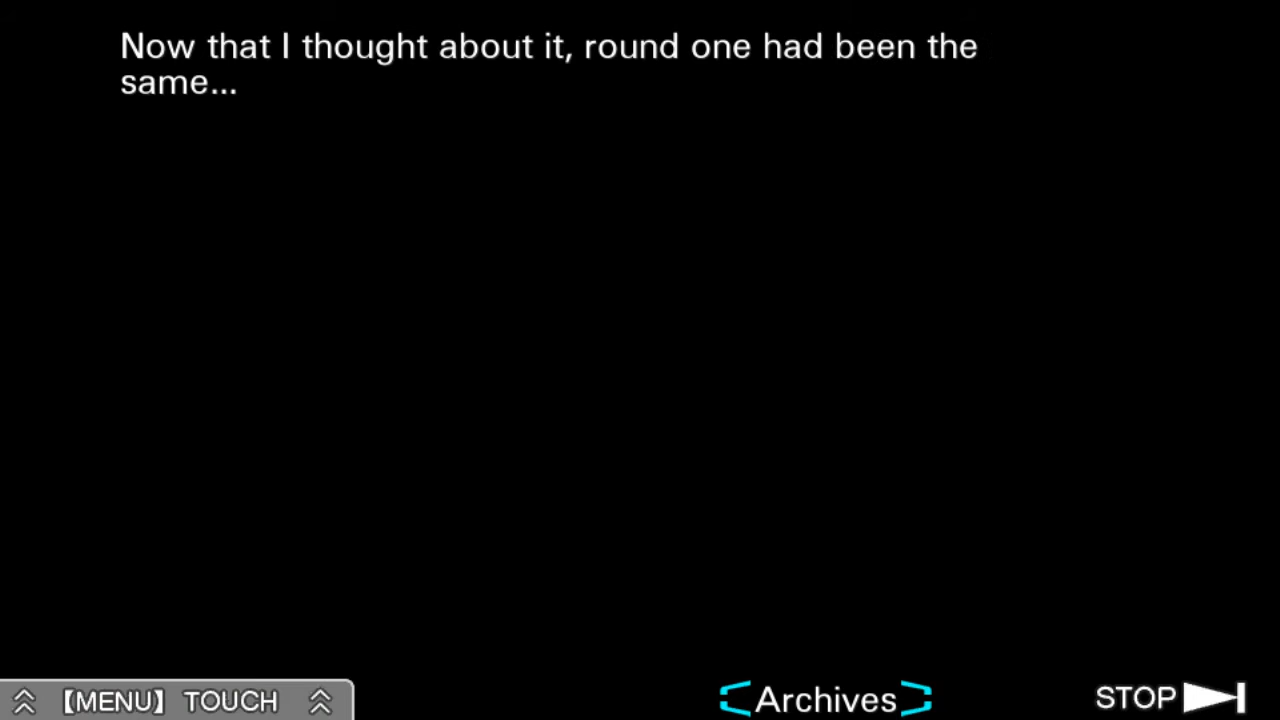 Now that I thought about it, round one had been the
same...
【MENU】 TOUCH
Archives
STOP